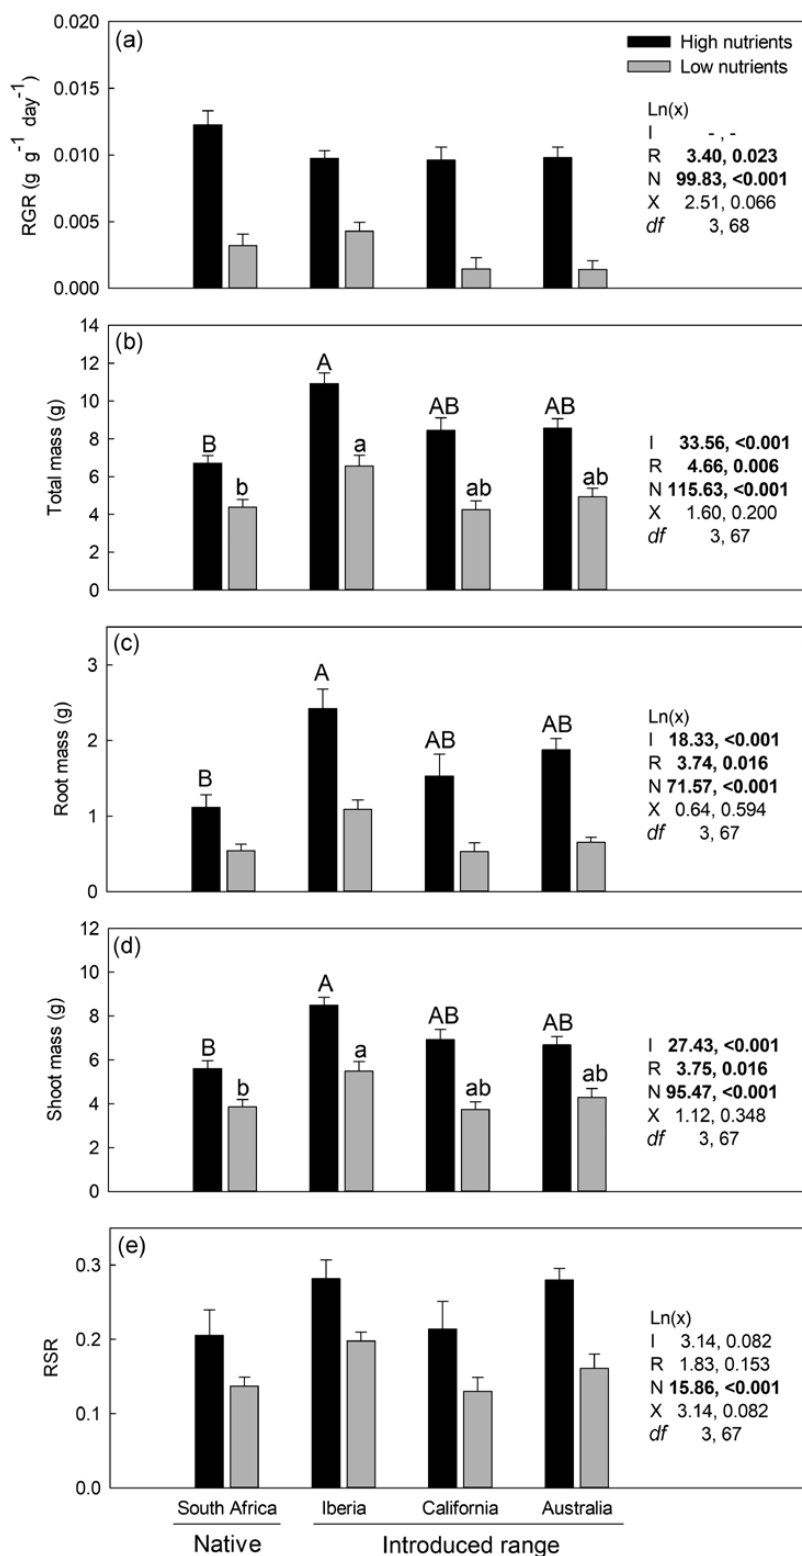 (a)
High nutrients
Low nutrients
RGR (g g⁻¹ day⁻¹)
0.020
0.015
0.010
0.005
0.000
Ln(x)
I - , -
R 3.40, 0.023
N 99.83, <0.001
X 2.51, 0.066
df 3, 68
(b)
Total mass (g)
14
12
10
8
6
4
2
0
B b A a AB ab AB ab
I 33.56, <0.001
R 4.66, 0.006
N 115.63, <0.001
X 1.60, 0.200
df 3, 67
(c)
Root mass (g)
3
2
1
0
B A AB AB
Ln(x)
I 18.33, <0.001
R 3.74, 0.016
N 71.57, <0.001
X 0.64, 0.594
df 3, 67
(d)
Shoot mass (g)
12
10
8
6
4
2
0
B b A a AB ab AB ab
I 27.43, <0.001
R 3.75, 0.016
N 95.47, <0.001
X 1.12, 0.348
df 3, 67
(e)
RSR
0.3
0.2
0.1
0.0
Ln(x)
I 3.14, 0.082
R 1.83, 0.153
N 15.86, <0.001
X 3.14, 0.082
df 3, 67
South Africa Iberia California Australia
Native Introduced range